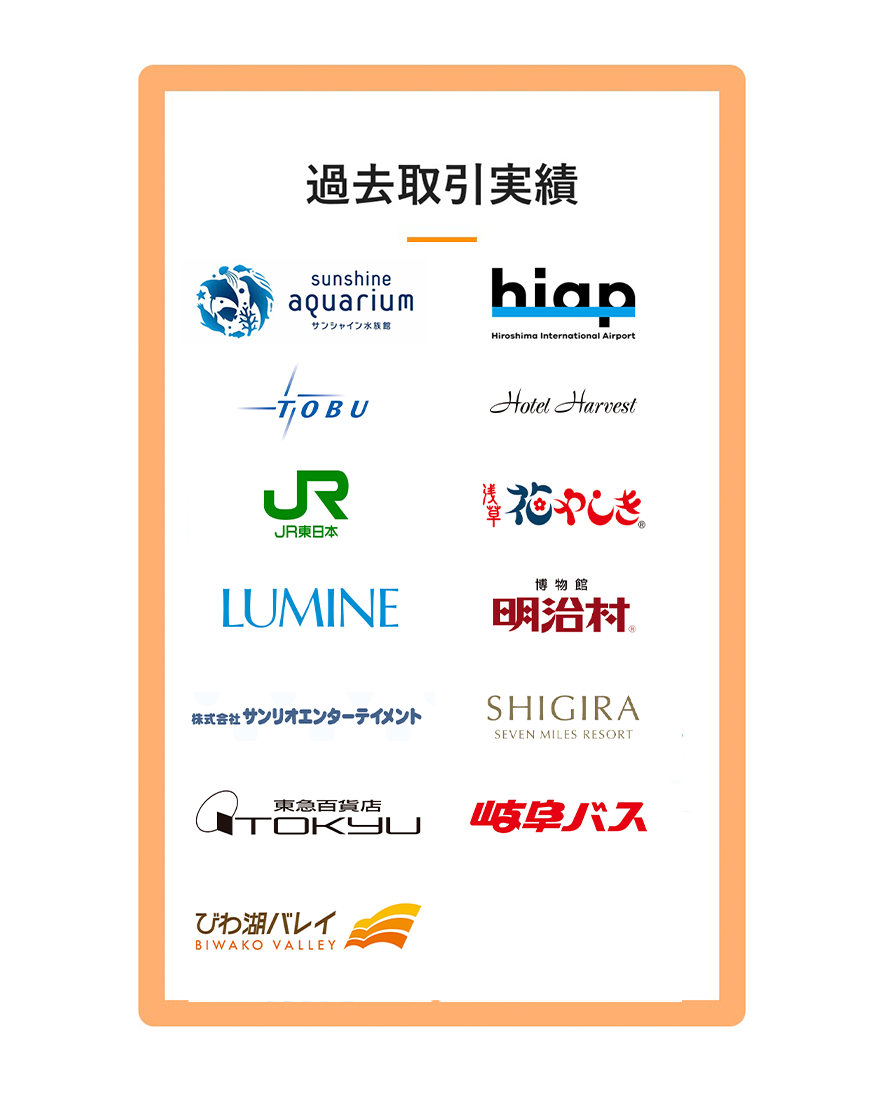 過去取引実績
sunshine
aquarium
サンシャイン水族館
hiap
Hiroshima International Airport
TOBU
Hotel Harvest
JR
JR東日本
浅草 花やしき®
LUMINE
博物館
明治村®
株式会社サンリオエンターテイメント
SHIGIRA
SEVEN MILES RESORT
東急百貨店
TOKYU
岐阜バス
びわ湖バレイ
BIWAKO VALLEY